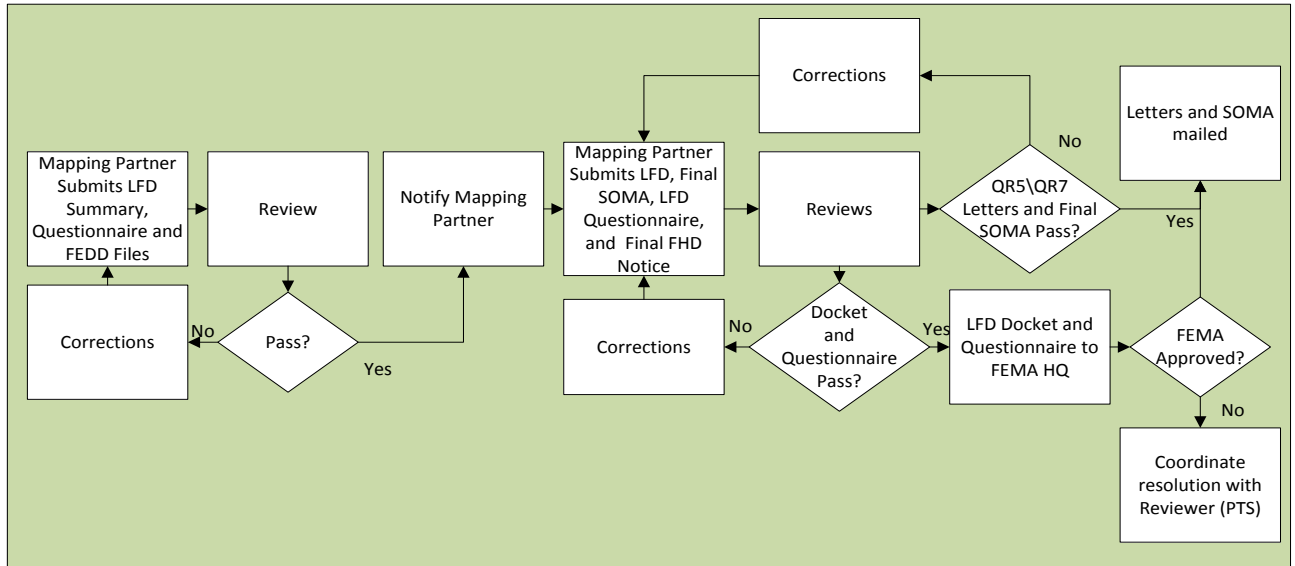 Corrections
Letters and SOMA
mailed
No
Mapping Partner
Submits LFD
Summary,
Questionnaire and
FEDD Files
Review
Notify Mapping
Partner
Mapping Partner
Submits LFD, Final
SOMA, LFD
Questionnaire,
and Final FHD
Notice
Reviews
QR5\QR7
Letters and Final
SOMA Pass?
Yes
Corrections
No
Pass?
Yes
Corrections
No
Docket
and
Questionnaire
Pass?
Yes
LFD Docket and
Questionnaire to
FEMA HQ
FEMA
Approved?
No
Coordinate
resolution with
Reviewer (PTS)